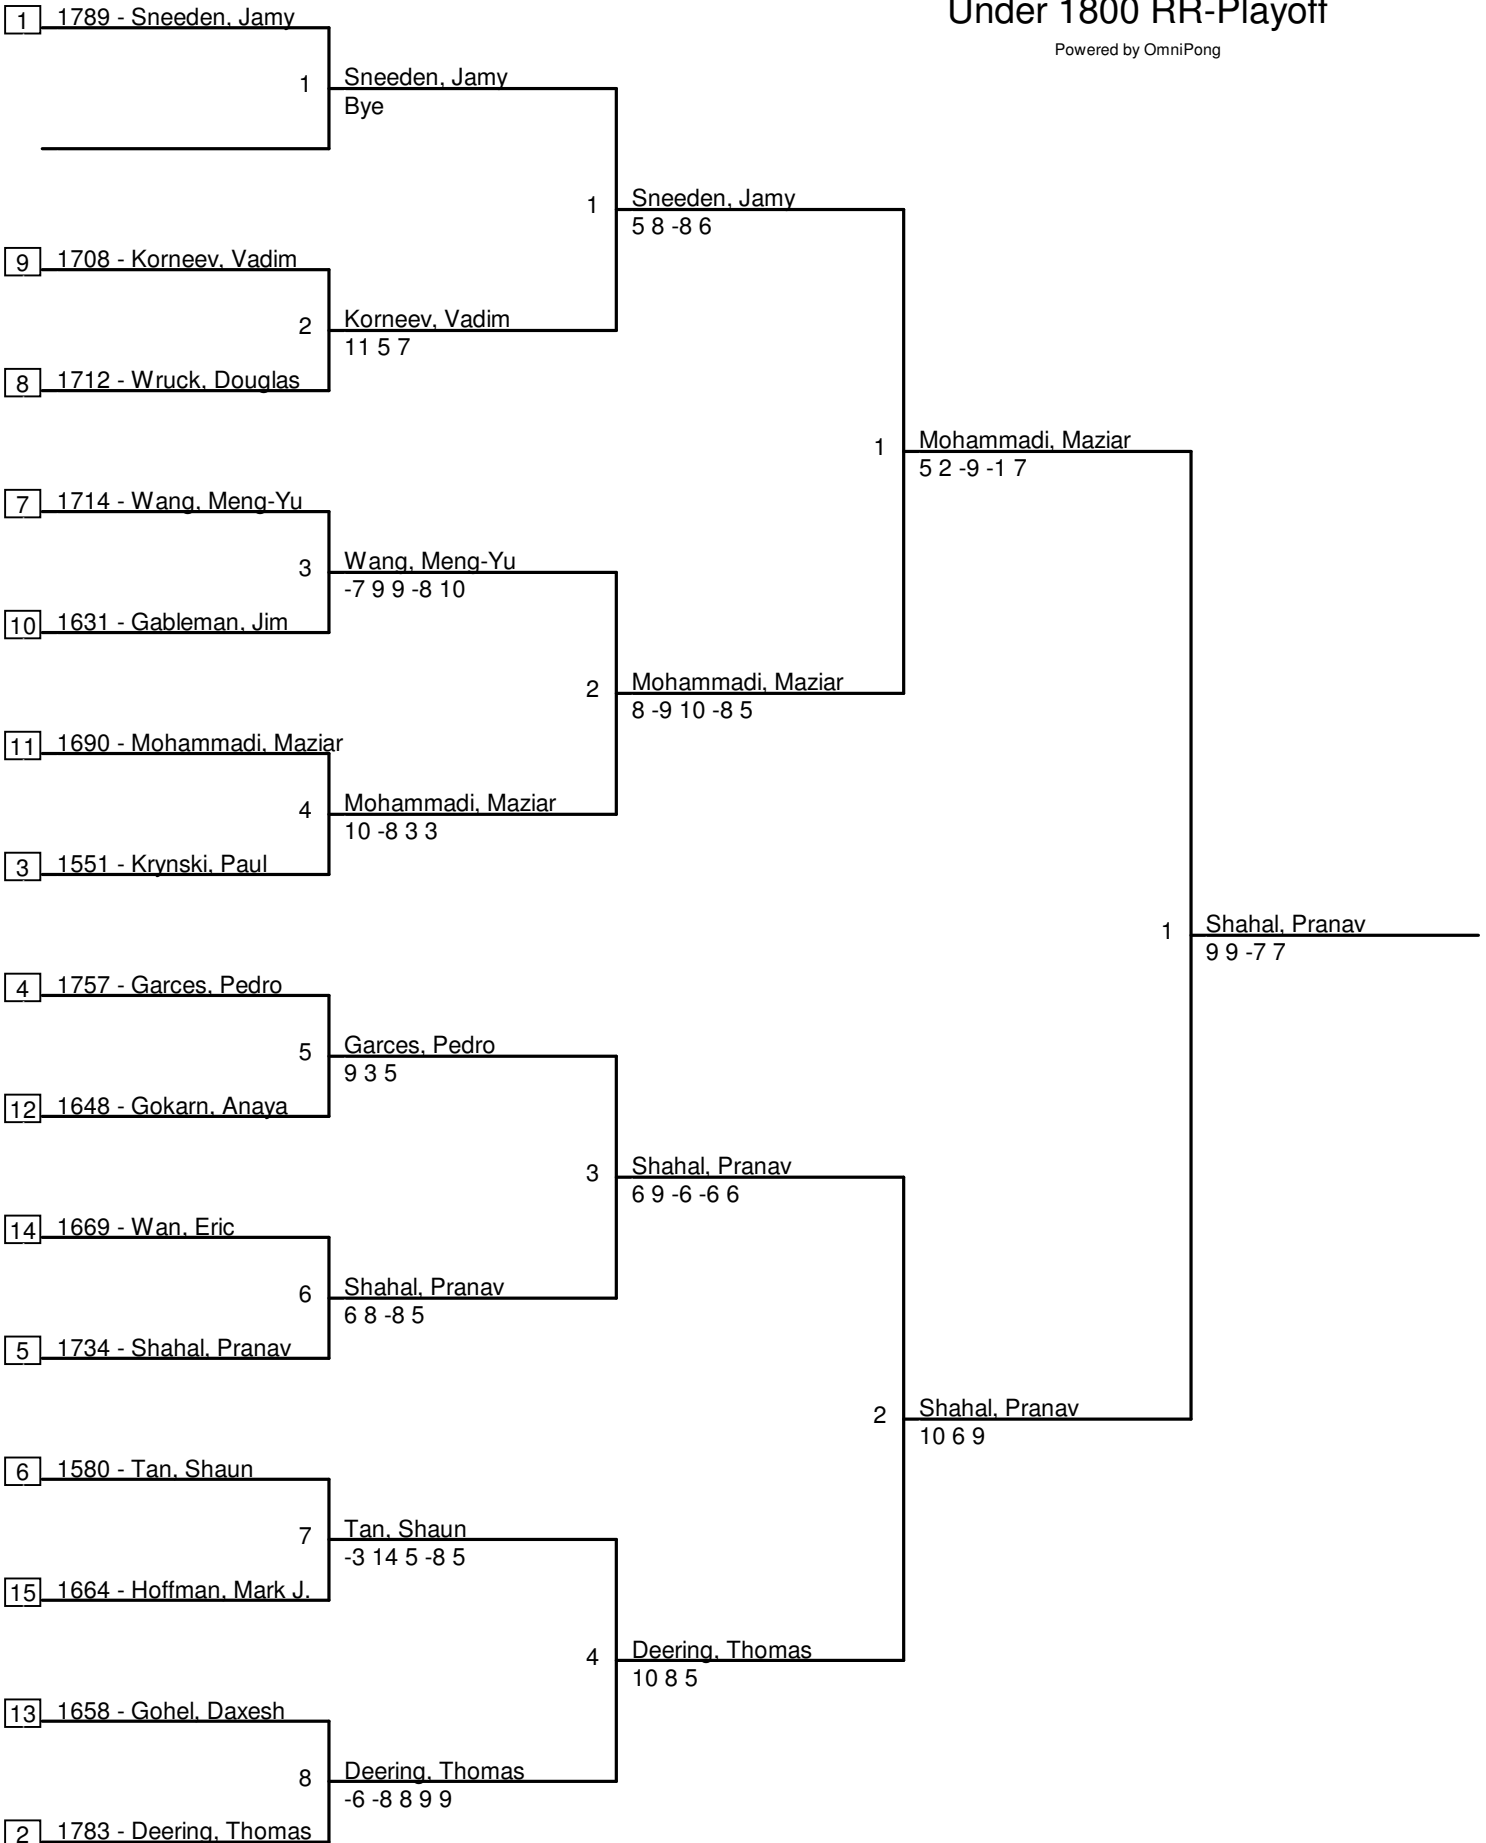 Under 1800 RR-Playoff
Powered by OmniPong
1 1789 - Sneeden, Jamy
1 Sneeden, Jamy
Bye
1 Sneeden, Jamy
5 8 -8 6
9 1708 - Korneev, Vadim
2 Korneev, Vadim
11 5 7
8 1712 - Wruck, Douglas
1 Mohammadi, Maziar
5 2 -9 -1 7
7 1714 - Wang, Meng-Yu
3 Wang, Meng-Yu
-7 9 9 -8 10
10 1631 - Gableman, Jim
2 Mohammadi, Maziar
8 -9 10 -8 5
11 1690 - Mohammadi, Maziar
4 Mohammadi, Maziar
10 -8 3 3
3 1551 - Krynski, Paul
1 Shahal, Pranav
9 9 -7 7
4 1757 - Garces, Pedro
5 Garces, Pedro
9 3 5
12 1648 - Gokarn, Anaya
3 Shahal, Pranav
6 9 -6 -6 6
14 1669 - Wan, Eric
6 Shahal, Pranav
6 8 -8 5
5 1734 - Shahal, Pranav
2 Shahal, Pranav
10 6 9
6 1580 - Tan, Shaun
7 Tan, Shaun
-3 14 5 -8 5
15 1664 - Hoffman, Mark J.
4 Deering, Thomas
10 8 5
13 1658 - Gohel, Daxesh
8 Deering, Thomas
-6 -8 8 9 9
2 1783 - Deering, Thomas